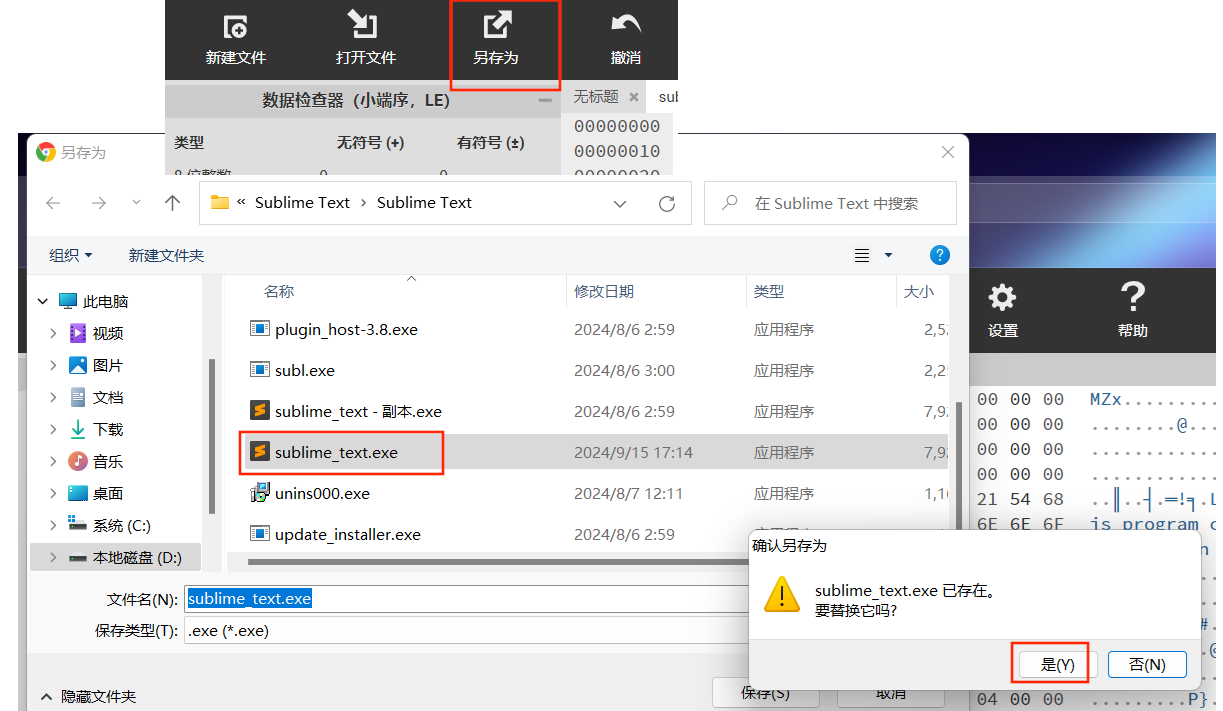 新建文件 打开文件 另存为 撤消
数据检查器（小端序，LE）
无标题
类型 无符号 (+) 有符号 (±)
00000000
00000010
另存为
« Sublime Text › Sublime Text
在 Sublime Text 中搜索
组织 新建文件夹
名称 修改日期 类型 大小
此电脑
视频
图片
文档
下载
音乐
桌面
系统 (C:)
本地磁盘 (D:)
plugin_host-3.8.exe 2024/8/6 2:59 应用程序
subl.exe 2024/8/6 3:00 应用程序
sublime_text - 副本.exe 2024/8/6 2:59 应用程序
sublime_text.exe 2024/9/15 17:14 应用程序
unins000.exe 2024/8/7 12:11 应用程序
update_installer.exe 2024/8/6 2:59
文件名(N): sublime_text.exe
保存类型(T): .exe (*.exe)
隐藏文件夹
保存(S) 取消
设置 帮助
00 00 00 MZx.........
00 00 00 ........@...
00 00 00
00 00 00
21 54 68
6E 6E 6F is program
04 00 00
确认另存为
sublime_text.exe 已存在。
要替换它吗?
是(Y) 否(N)